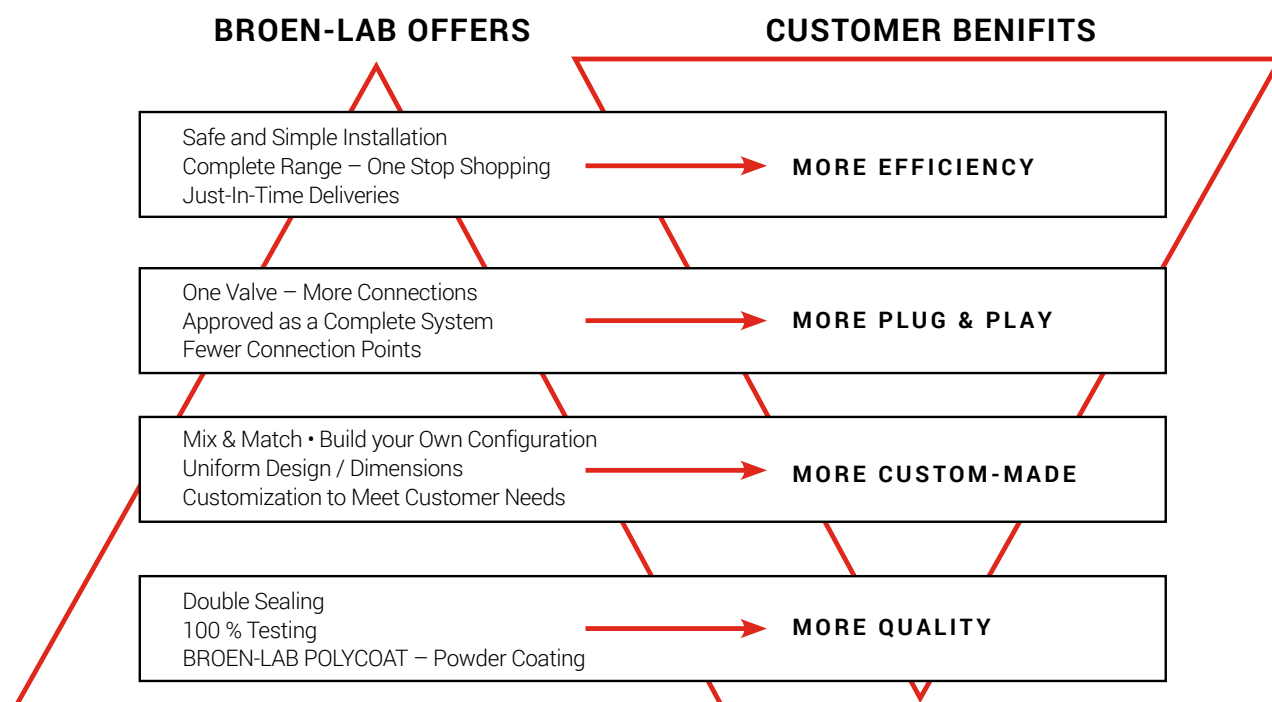 BROEN-LAB OFFERS
CUSTOMER BENIFITS
Safe and Simple Installation
Complete Range – One Stop Shopping
Just-In-Time Deliveries
MORE EFFICIENCY
One Valve – More Connections
Approved as a Complete System
Fewer Connection Points
MORE PLUG & PLAY
Mix & Match • Build your Own Configuration
Uniform Design / Dimensions
Customization to Meet Customer Needs
MORE CUSTOM-MADE
Double Sealing
100 % Testing
BROEN-LAB POLYCOAT – Powder Coating
MORE QUALITY